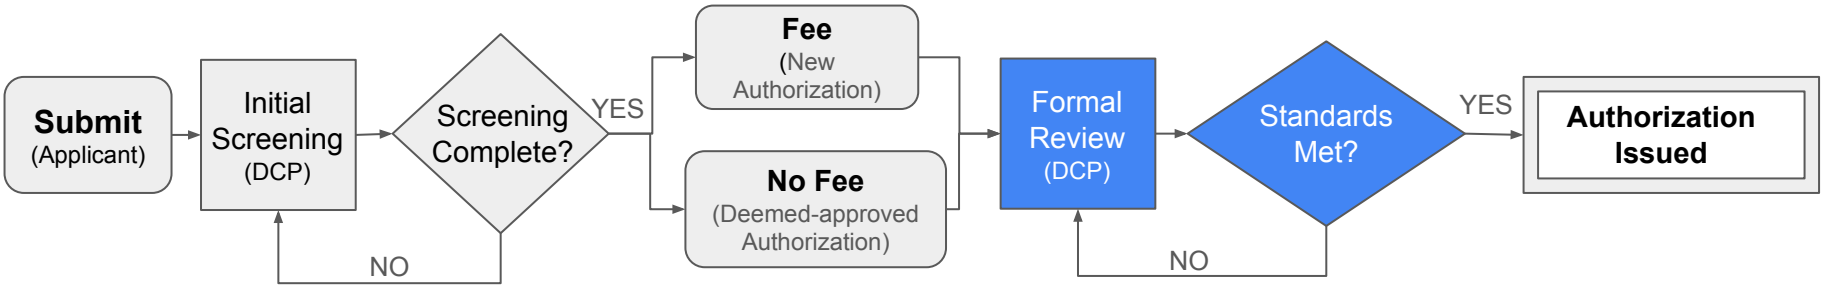 Submit
(Applicant)
Initial
Screening
(DCP)
Screening
Complete?
NO
YES
Fee
(New
Authorization)
No Fee
(Deemed-approved
Authorization)
Formal
Review
(DCP)
Standards
Met?
NO
YES
Authorization
Issued